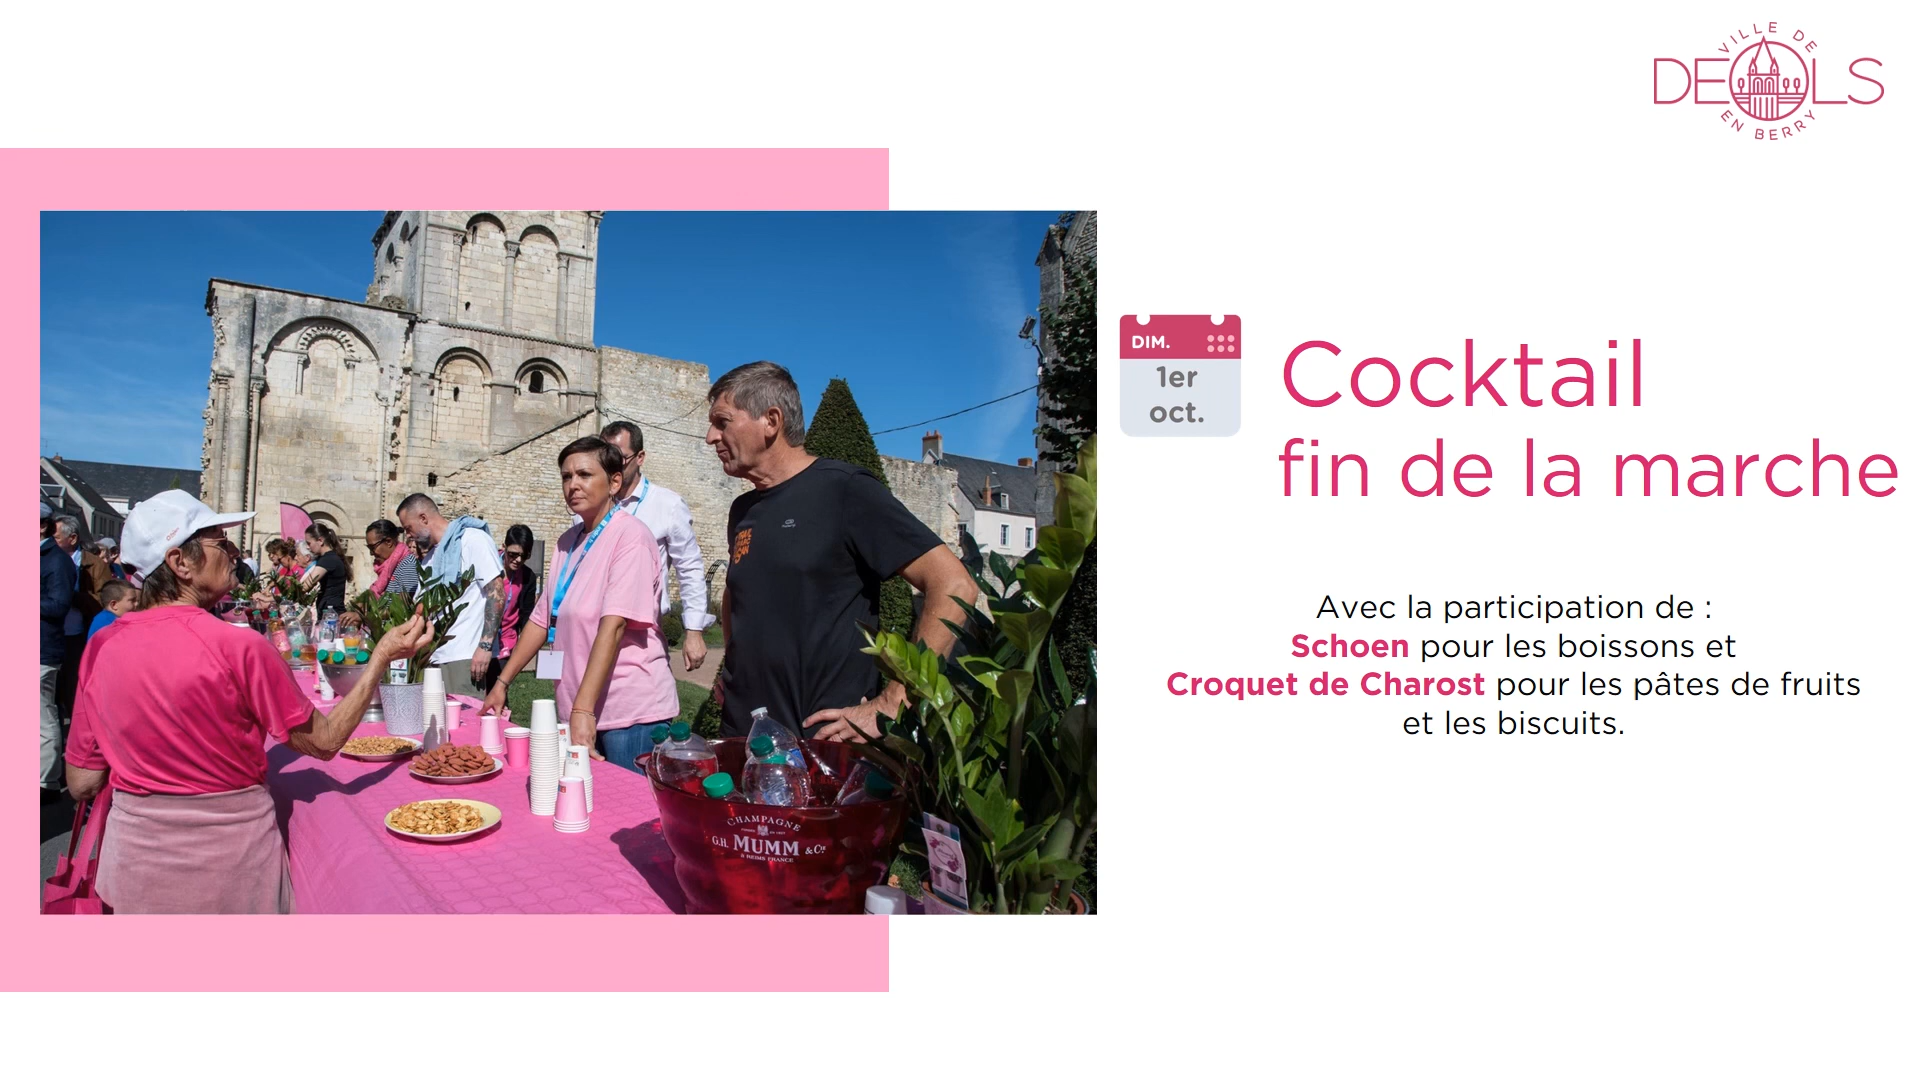 VILLE DE
DEOLS
EN BERRY
DIM.
1er
oct.
Cocktail
fin de la marche
Avec la participation de :
Schoen pour les boissons et
Croquet de Charost pour les pâtes de fruits
et les biscuits.
CHAMPAGNE
G.H. MUMM & Cie
A REIMS FRANCE